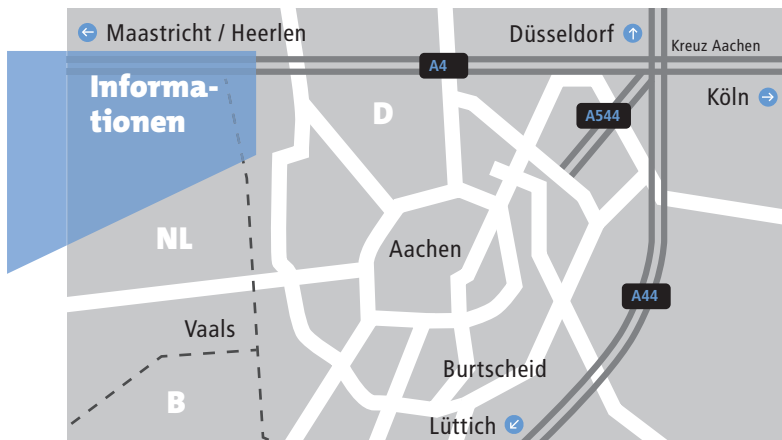 Maastricht / Heerlen
Düsseldorf
Kreuz Aachen
A4
Informa-
tionen
Köln
D
A544
NL
Aachen
A44
Vaals
Burtscheid
B
Lüttich